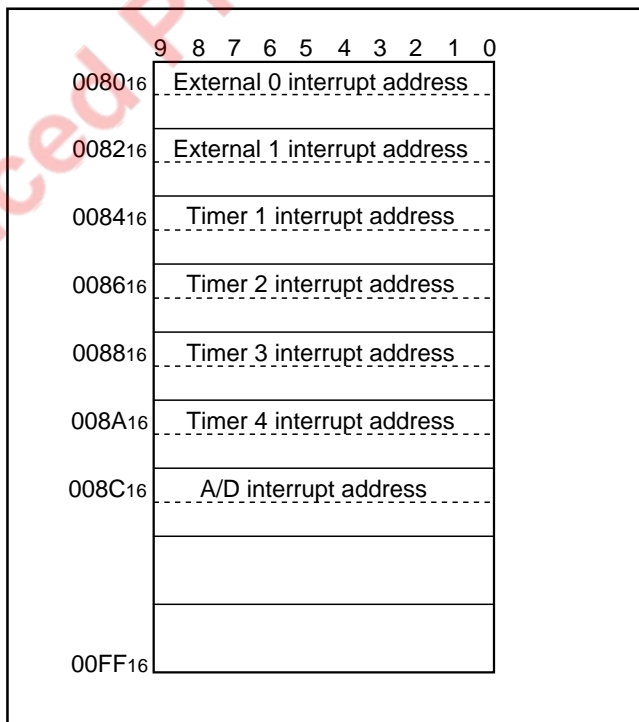 9 8 7 6 5 4 3 2 1 0
0080₁₆ External 0 interrupt address
0082₁₆ External 1 interrupt address
0084₁₆ Timer 1 interrupt address
0086₁₆ Timer 2 interrupt address
0088₁₆ Timer 3 interrupt address
008A₁₆ Timer 4 interrupt address
008C₁₆ A/D interrupt address
00FF₁₆